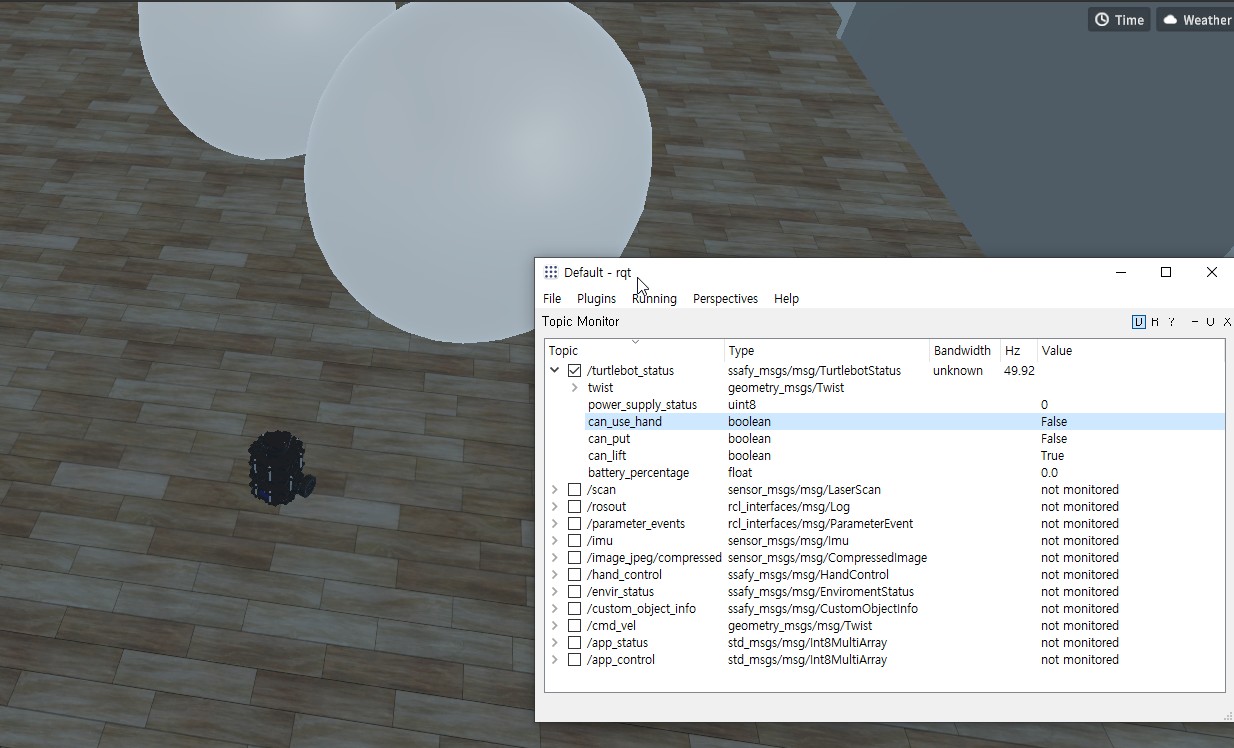 Time Weather
Default - rqt
File Plugins Running Perspectives Help
Topic Monitor
D R ? - U X
Topic Type Bandwidth Hz Value
/turtlebot_status ssafy_msgs/msg/TurtlebotStatus unknown 49.92
twist geometry_msgs/Twist
power_supply_status uint8 0
can_use_hand boolean False
can_put boolean False
can_lift boolean True
battery_percentage float 0.0
/scan sensor_msgs/msg/LaserScan not monitored
/rosout rcl_interfaces/msg/Log not monitored
/parameter_events rcl_interfaces/msg/ParameterEvent not monitored
/imu sensor_msgs/msg/Imu not monitored
/image_jpeg/compressed sensor_msgs/msg/CompressedImage not monitored
/hand_control ssafy_msgs/msg/HandControl not monitored
/envir_status ssafy_msgs/msg/EnviromentStatus not monitored
/custom_object_info ssafy_msgs/msg/CustomObjectInfo not monitored
/cmd_vel geometry_msgs/msg/Twist not monitored
/app_status std_msgs/msg/Int8MultiArray not monitored
/app_control std_msgs/msg/Int8MultiArray not monitored